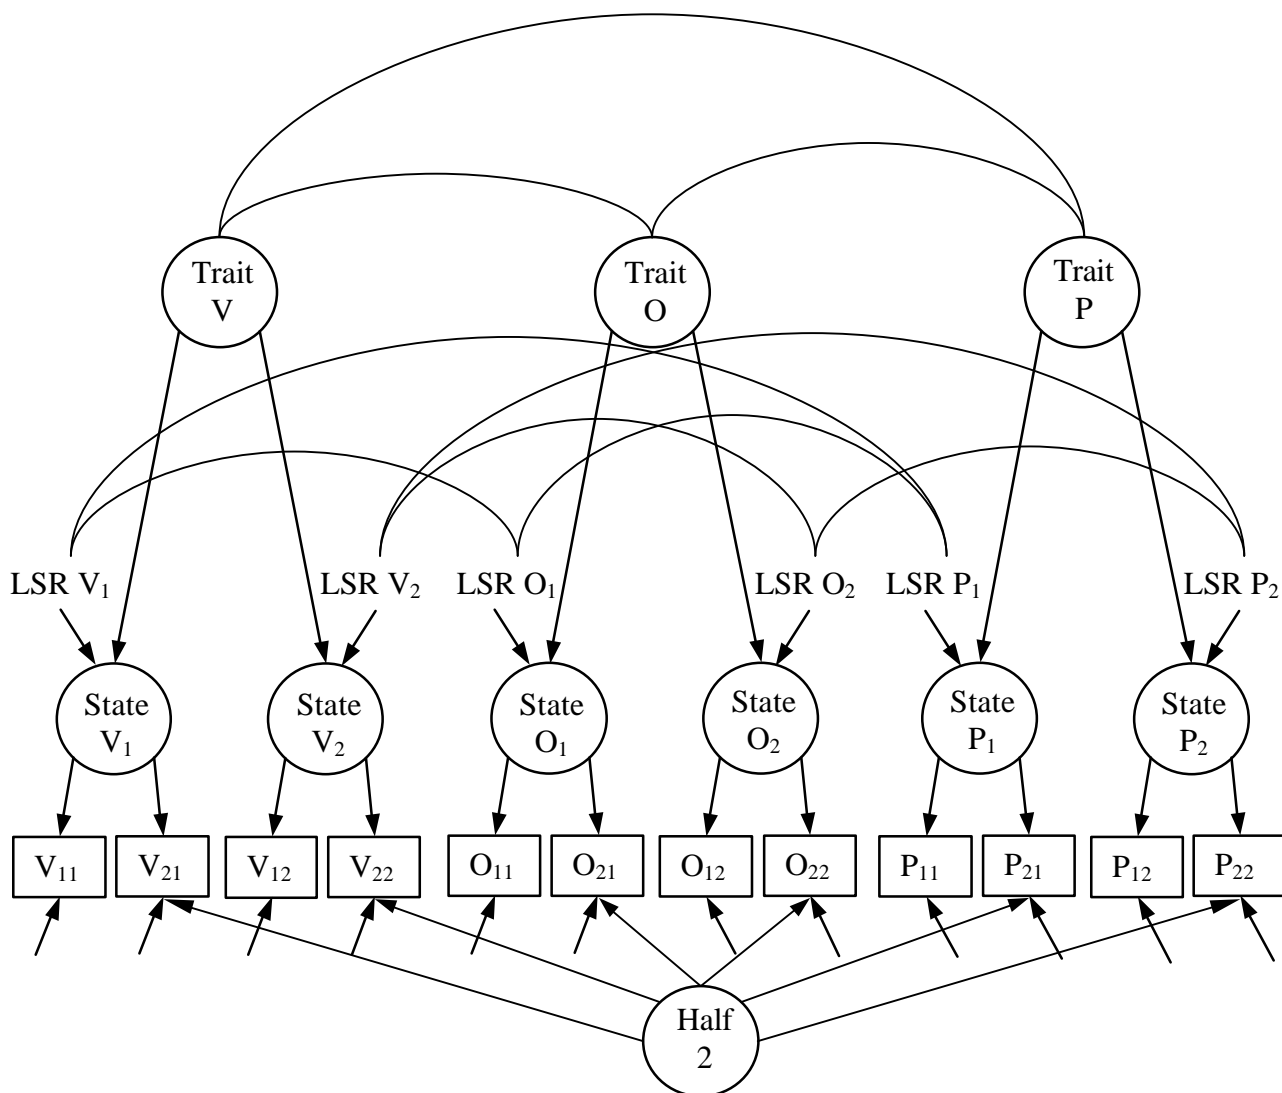 Trait
V
Trait
O
Trait
P
LSR V₁
LSR V₂
LSR O₁
LSR O₂
LSR P₁
LSR P₂
State
V₁
State
V₂
State
O₁
State
O₂
State
P₁
State
P₂
V₁₁
V₂₁
V₁₂
V₂₂
O₁₁
O₂₁
O₁₂
O₂₂
P₁₁
P₂₁
P₁₂
P₂₂
Half
2